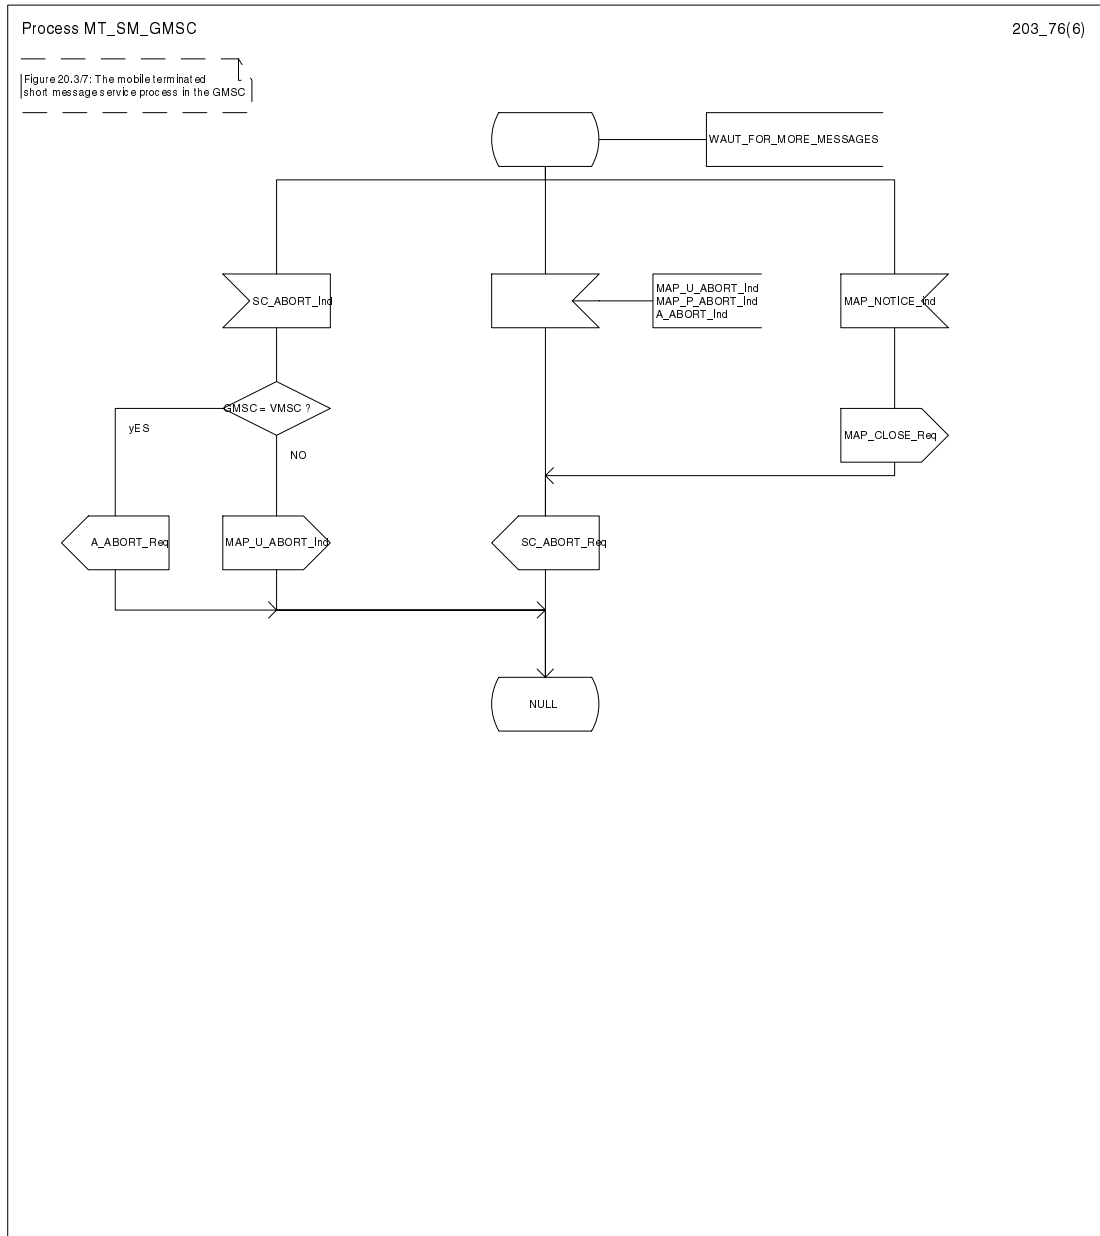 Process MT_SM_GMSC
203_76(6)
Figure 20.3/7: The mobile terminated
short message service process in the GMSC
WAUT_FOR_MORE_MESSAGES
SC_ABORT_Ind
MAP_U_ABORT_Ind
MAP_P_ABORT_Ind
A_ABORT_Ind
MAP_NOTICE_Ind
GMSC = VMSC ?
yES
NO
MAP_CLOSE_Req
A_ABORT_Req
MAP_U_ABORT_Ind
SC_ABORT_Req
NULL